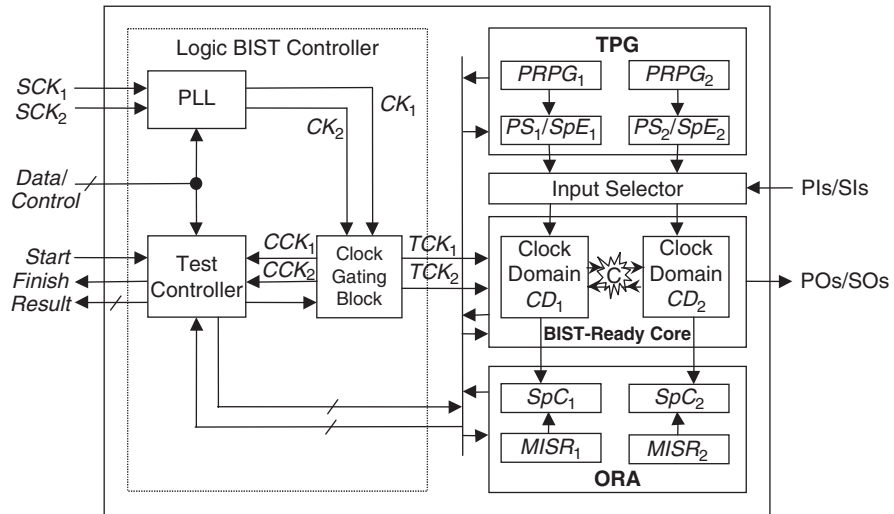 Logic BIST Controller
SCK1
SCK2
PLL
CK1
CK2
Data/
Control
Start
Finish
Result
Test
Controller
CCK1
CCK2
Clock
Gating
Block
TCK1
TCK2
TPG
PRPG1
PRPG2
PS1/SpE1
PS2/SpE2
Input Selector
PIs/SIs
Clock
Domain
CD1
C
Clock
Domain
CD2
BIST-Ready Core
POs/SOs
SpC1
SpC2
MISR1
MISR2
ORA